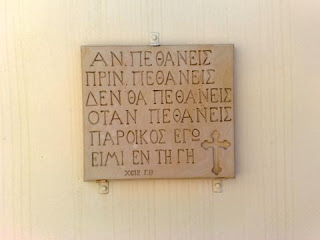 ΑΝ. ΠΕΘΑΝΕΙΣ
ΠΡΙΝ, ΠΕΘΑΝΕΙΣ
ΔΕΝ ΘΑ ΠΕΘΑΝΕΙΣ
ΟΤΑΝ ΠΕΘΑΝΕΙΣ
ΠΑΡΟΙΚΟΣ ΕΓΩ
ΕΙΜΙ ΕΝ ΤΗ ΓΗ